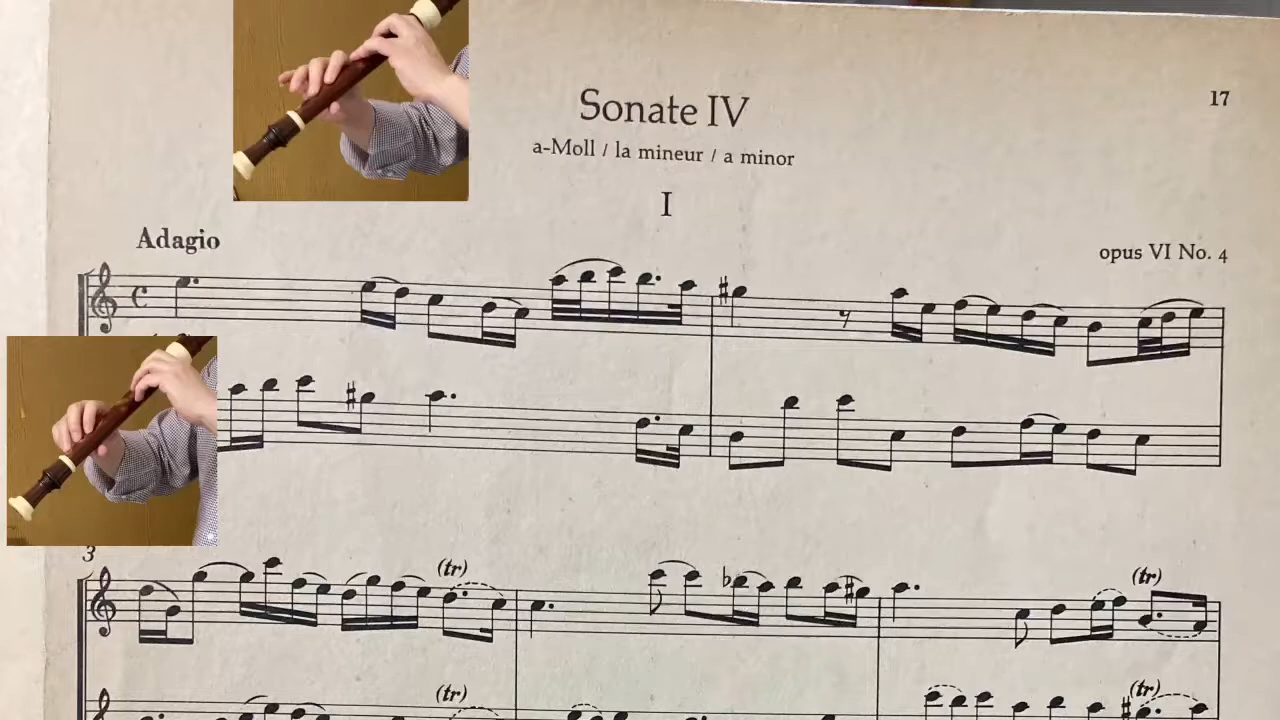 17
Sonate IV
a-Moll / la mineur / a minor
I
Adagio
opus VI No. 4
3
(tr)
(tr)
(tr)
(tr)